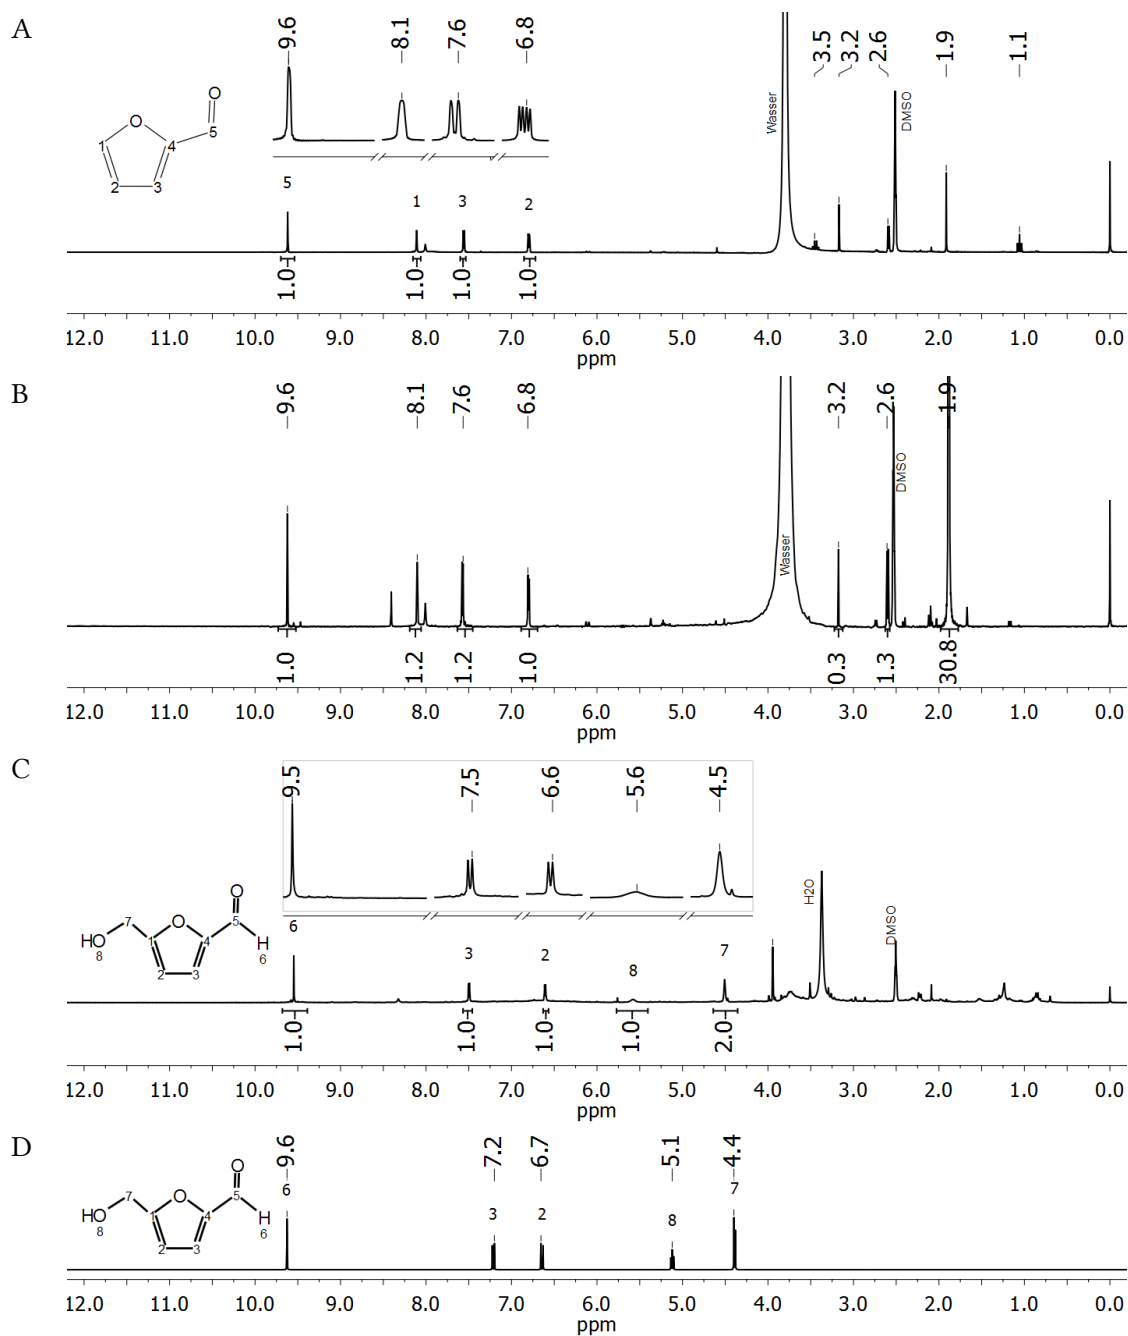 A
9.6 8.1 7.6 6.8 3.5 3.2 2.6 1.9 1.1
Wasser
DMSO
O
O
5
1
4
2
3
5 1 3 2
1.0 1.0 1.0 1.0
12.0 11.0 10.0 9.0 8.0 7.0 6.0 5.0 4.0 3.0 2.0 1.0 0.0
ppm
B
9.6 8.1 7.6 6.8 3.2 2.6 1.9
Wasser
DMSO
1.0 1.2 1.2 1.0 0.3 1.3 30.8
12.0 11.0 10.0 9.0 8.0 7.0 6.0 5.0 4.0 3.0 2.0 1.0 0.0
ppm
C
9.5 7.5 6.6 5.6 4.5
H2O
DMSO
O
7 O 5
HO 1 4 H
8 2 3 6
6 3 2 8 7
1.0 1.0 1.0 1.0 2.0
12.0 11.0 10.0 9.0 8.0 7.0 6.0 5.0 4.0 3.0 2.0 1.0 0.0
ppm
D
9.6 7.2 6.7 5.1 4.4
O
7 O 5
HO 1 4 H
8 2 3 6
6 3 2 8 7
12.0 11.0 10.0 9.0 8.0 7.0 6.0 5.0 4.0 3.0 2.0 1.0 0.0
ppm